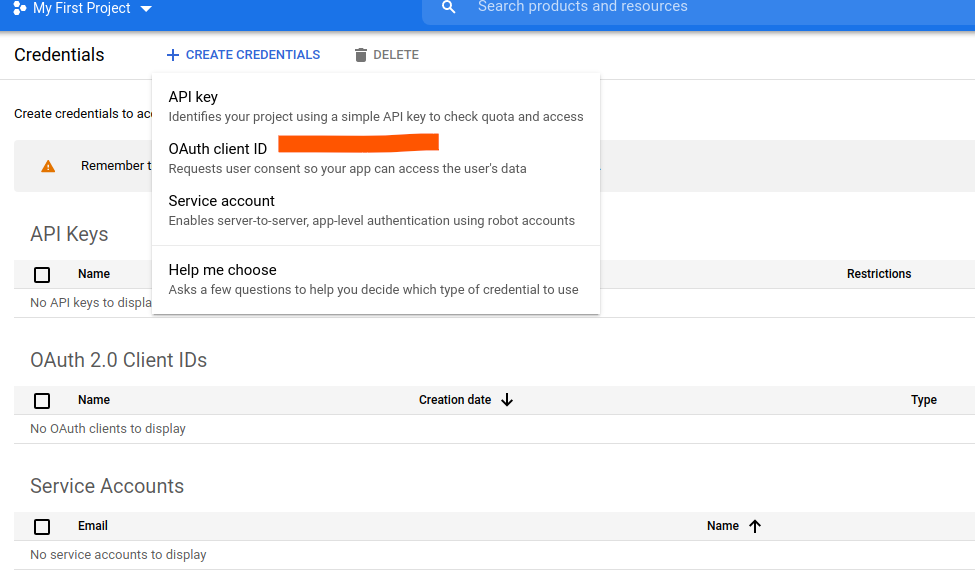 My First Project
Search products and resources
Credentials
CREATE CREDENTIALS
DELETE
API key
Identifies your project using a simple API key to check quota and access
Create credentials to
OAuth client ID
Requests user consent so your app can access the user's data
Remember
Service account
Enables server-to-server, app-level authentication using robot accounts
API Keys
Help me choose
Asks a few questions to help you decide which type of credential to use
Name
Restrictions
No API keys to
OAuth 2.0 Client IDs
Name
Creation date
Type
No OAuth clients to display
Service Accounts
Email
Name
No service accounts to display